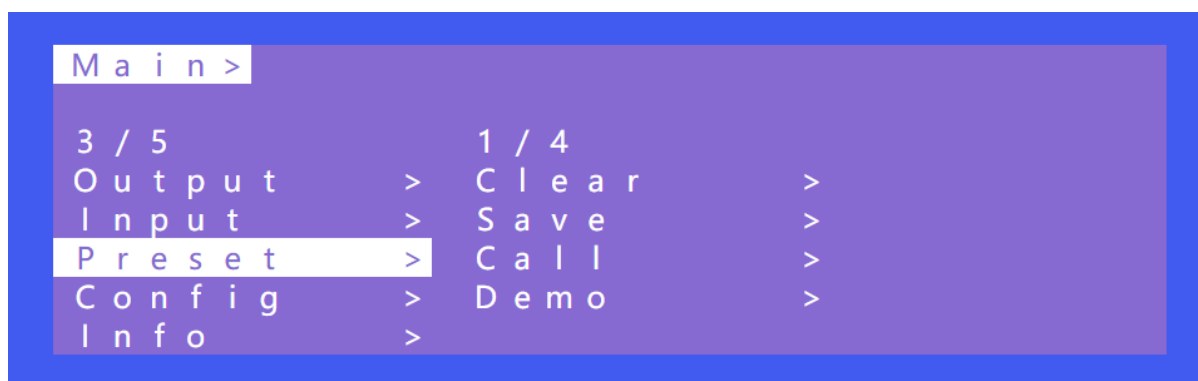 Main>
3/5 1/4
Output > Clear >
Input > Save >
Preset > Call >
Config > Demo >
Info >